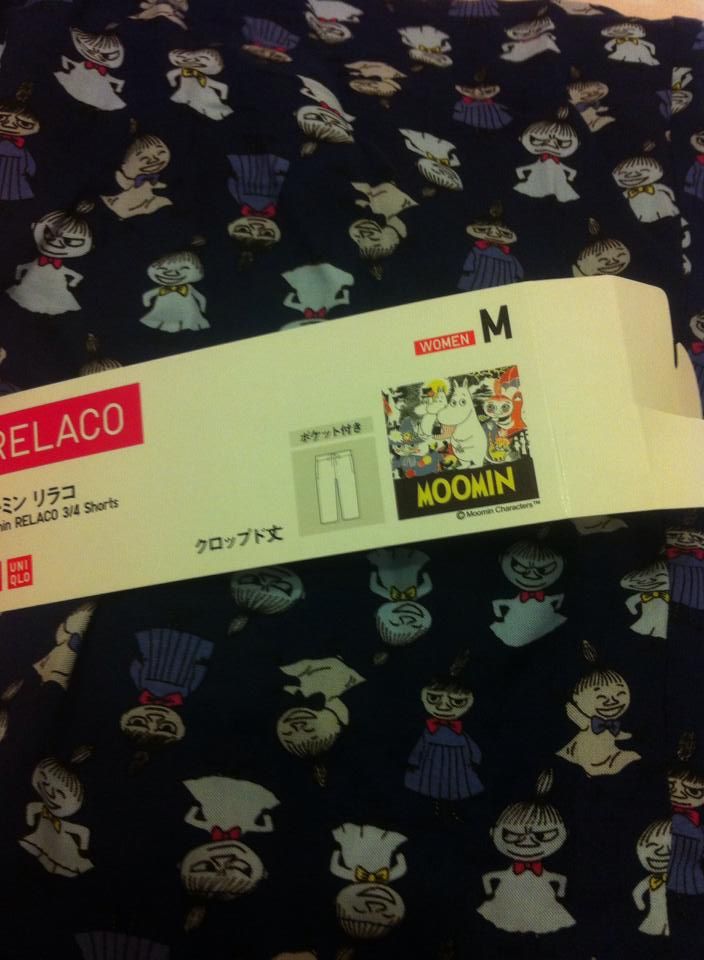 WOMEN M
RELACO
ポケット付き
MOOMIN
© Moomin Characters™
ミン リラコ
in RELACO 3/4 Shorts
クロップド丈
UNI
QLO